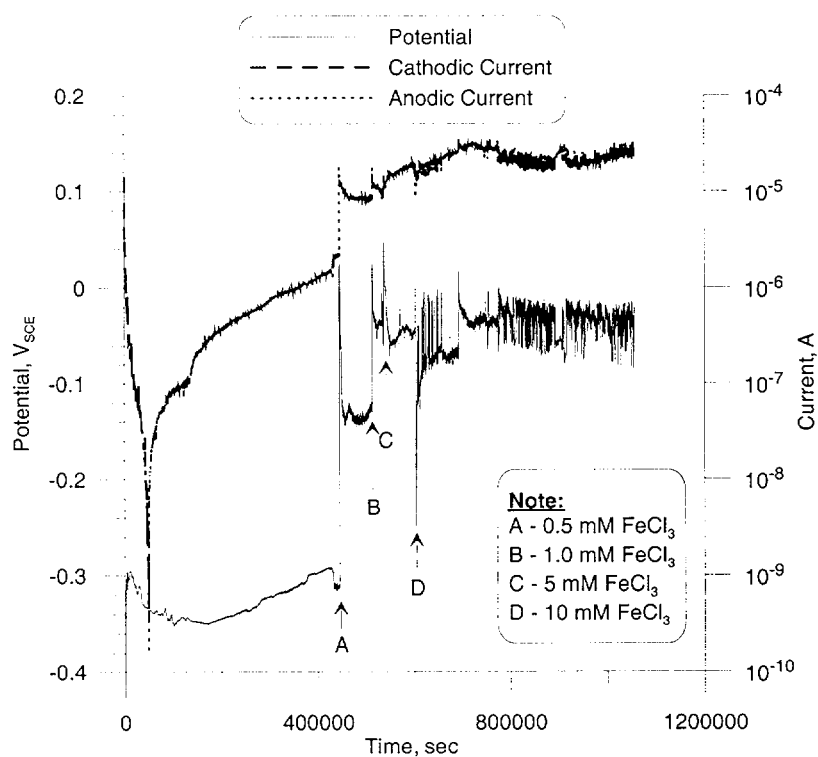 Potential
Cathodic Current
Anodic Current
0.2
0.1
0
-0.1
-0.2
-0.3
-0.4
Potential, V_SCE
10⁻⁴
10⁻⁵
10⁻⁶
10⁻⁷
10⁻⁸
10⁻⁹
10⁻¹⁰
Current, A
A
B
C
D
Note:
A - 0.5 mM FeCl₃
B - 1.0 mM FeCl₃
C - 5 mM FeCl₃
D - 10 mM FeCl₃
0
400000
800000
1200000
Time, sec